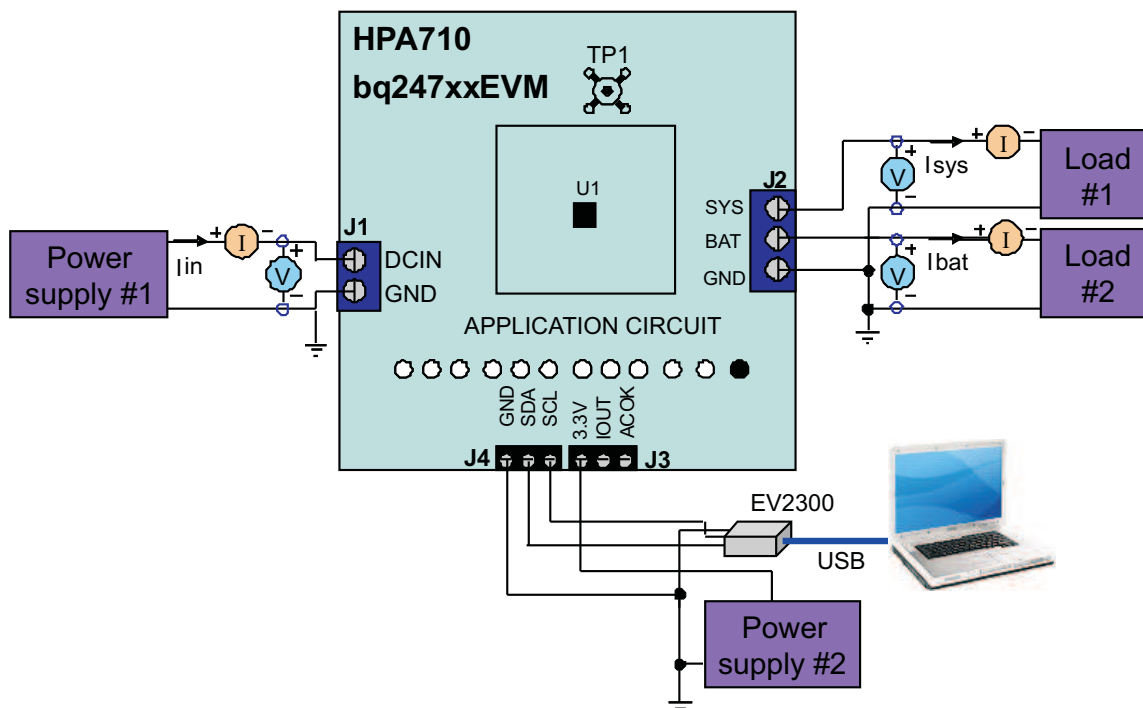 HPA710
bq247xxEVM
TP1
U1
J1
DCIN
GND
Power
supply #1
Iin
+
I
-
+
V
-
J2
SYS
BAT
GND
Isys
+
I
-
+
V
-
Load
#1
Ibat
+
I
-
+
V
-
Load
#2
APPLICATION CIRCUIT
GND
SDA
SCL
3.3V
IOUT
ACOK
J4
J3
EV2300
USB
Power
supply #2